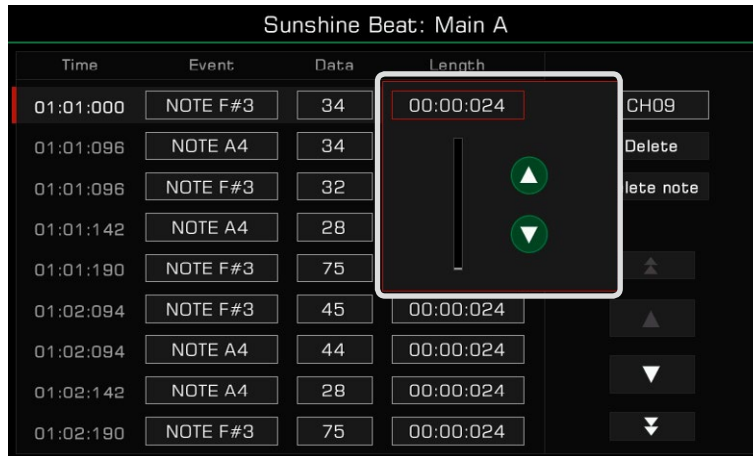 Sunshine Beat: Main A
Time Event Data Length
01:01:000 NOTE F#3 34 00:00:024 CH09
01:01:096 NOTE A4 34 Delete
01:01:096 NOTE F#3 32 lete note
01:01:142 NOTE A4 28
01:01:190 NOTE F#3 75
01:02:094 NOTE F#3 45 00:00:024
01:02:094 NOTE A4 44 00:00:024
01:02:142 NOTE A4 28 00:00:024
01:02:190 NOTE F#3 75 00:00:024